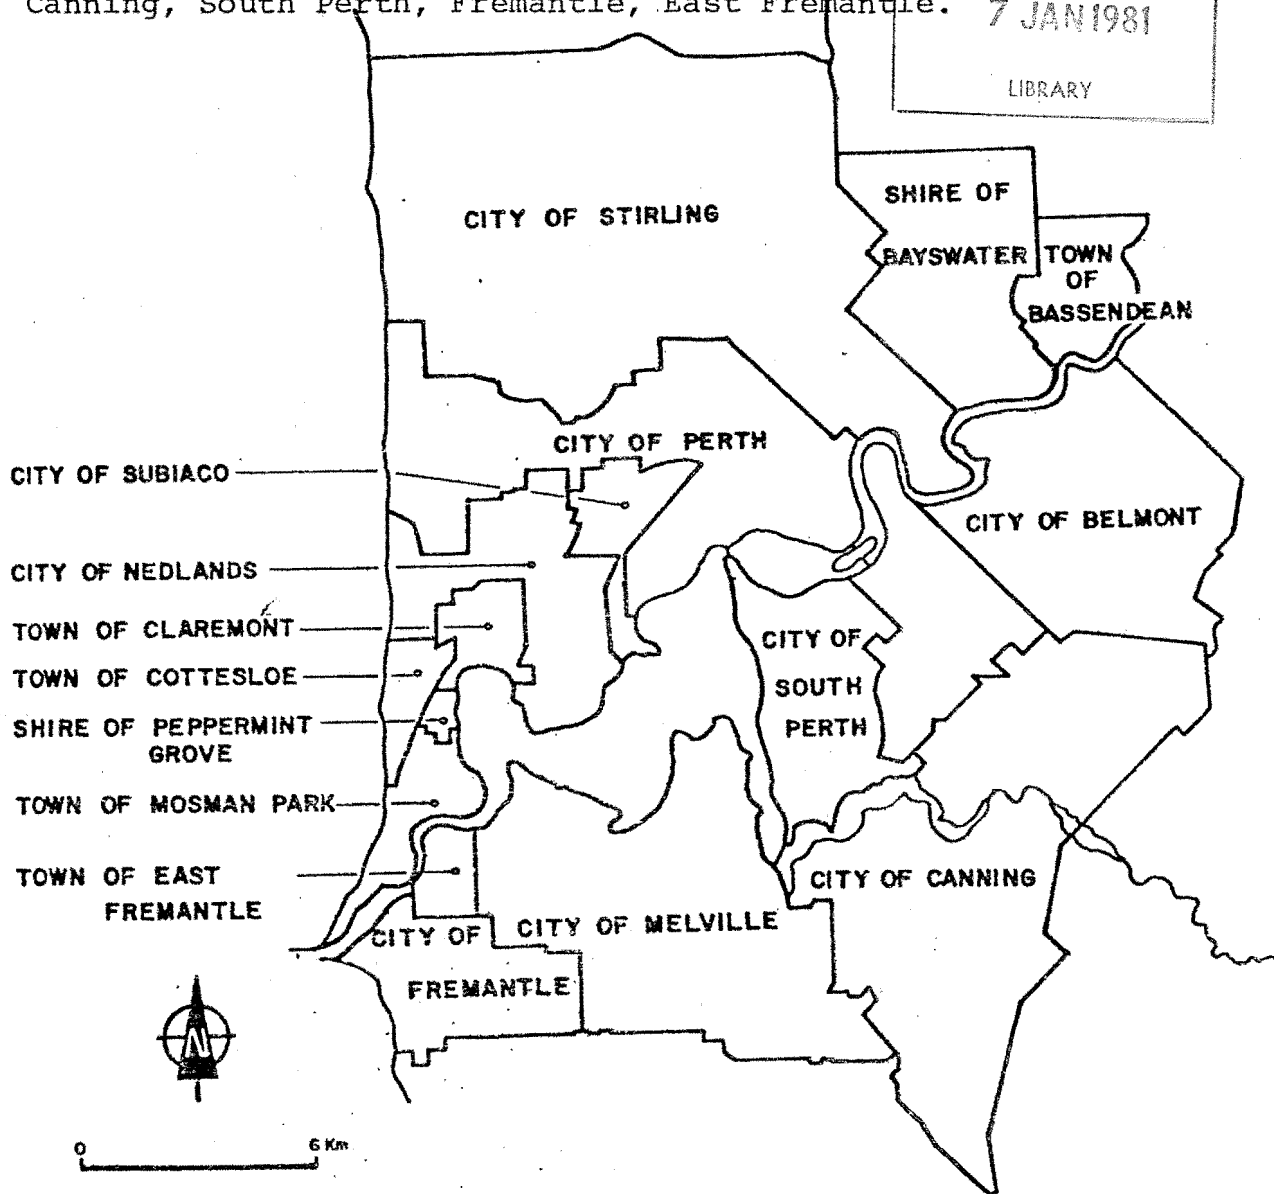 Canning, South Perth, Fremantle, East Fremantle.
7 JAN 1981
LIBRARY
CITY OF STIRLING
SHIRE OF
BAYSWATER
TOWN
OF
BASSENDEAN
CITY OF PERTH
CITY OF SUBIACO
CITY OF BELMONT
CITY OF NEDLANDS
TOWN OF CLAREMONT
TOWN OF COTTESLOE
CITY OF
SOUTH
PERTH
SHIRE OF PEPPERMINT
GROVE
TOWN OF MOSMAN PARK
TOWN OF EAST
FREMANTLE
CITY OF CANNING
CITY OF MELVILLE
CITY OF
FREMANTLE
N
0 6 Km